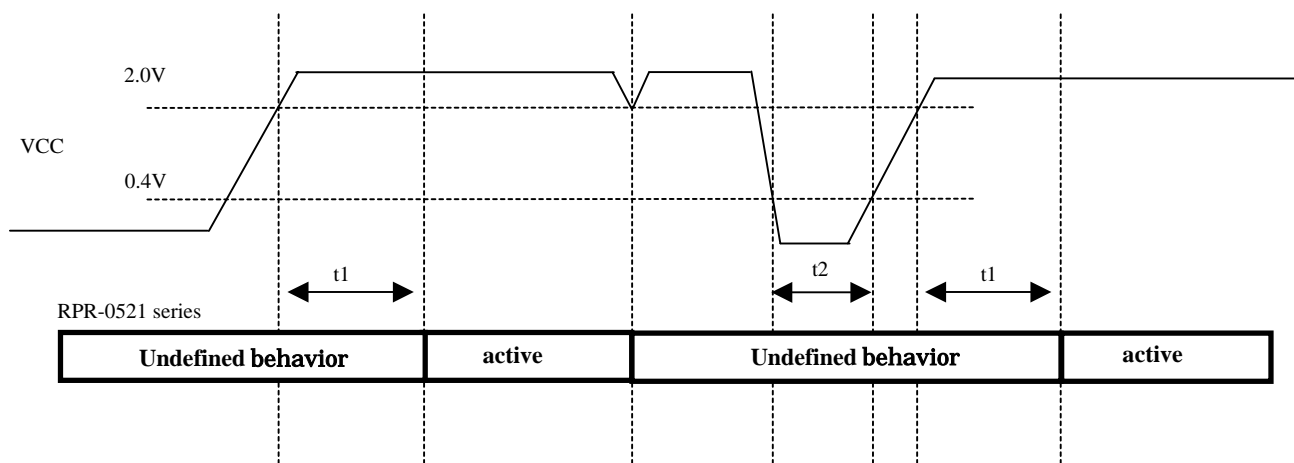 2.0V
VCC
0.4V
t1
t2
t1
RPR-0521 series
Undefined behavior
active
Undefined behavior
active